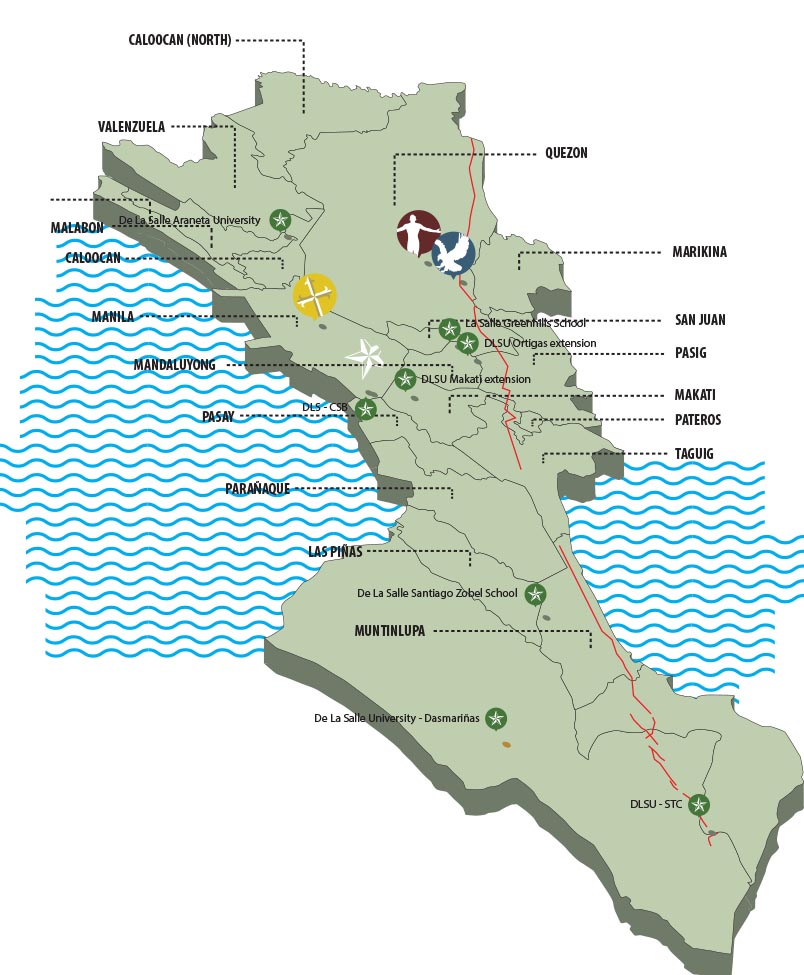 CALOOCAN (NORTH)
VALENZUELA
QUEZON
De La Salle Araneta University
MALABON
MARIKINA
CALOOCAN
MANILA
SAN JUAN
La Salle Greenhills School
DLSU Ortigas extension
PASIG
MANDALUYONG
DLSU Makati extension
MAKATI
DLS - CSB
PASAY
PATEROS
TAGUIG
PARAÑAQUE
LAS PIÑAS
De La Salle Santiago Zobel School
MUNTINLUPA
De La Salle University - Dasmariñas
DLSU - STC